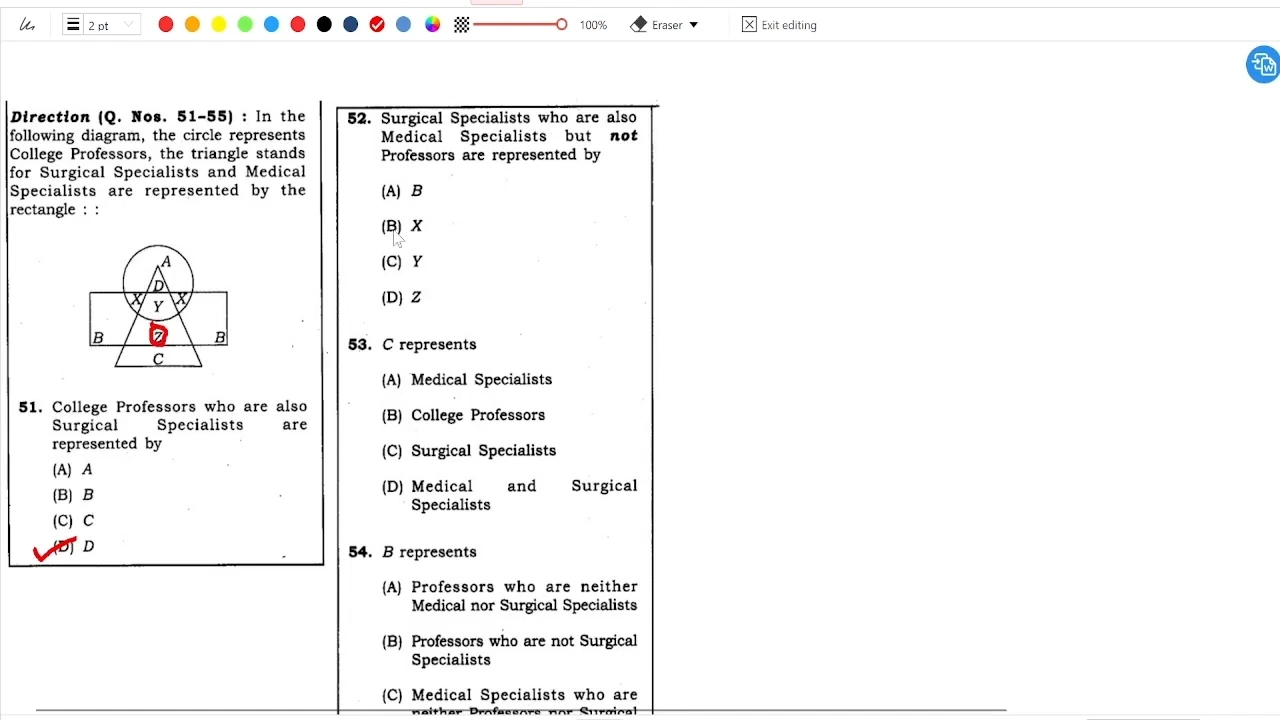 2 pt
100%
Eraser
Exit editing
Direction (Q. Nos. 51-55) : In the
following diagram, the circle represents
College Professors, the triangle stands
for Surgical Specialists and Medical
Specialists are represented by the
rectangle : :
A
D
X
X
Y
B
Z
B
C
51. College Professors who are also
Surgical Specialists are
represented by
(A) A
(B) B
(C) C
(D) D
52. Surgical Specialists who are also
Medical Specialists but not
Professors are represented by
(A) B
(B) X
(C) Y
(D) Z
53. C represents
(A) Medical Specialists
(B) College Professors
(C) Surgical Specialists
(D) Medical and Surgical
Specialists
54. B represents
(A) Professors who are neither
Medical nor Surgical Specialists
(B) Professors who are not Surgical
Specialists
(C) Medical Specialists who are
neither Professors nor Surgical